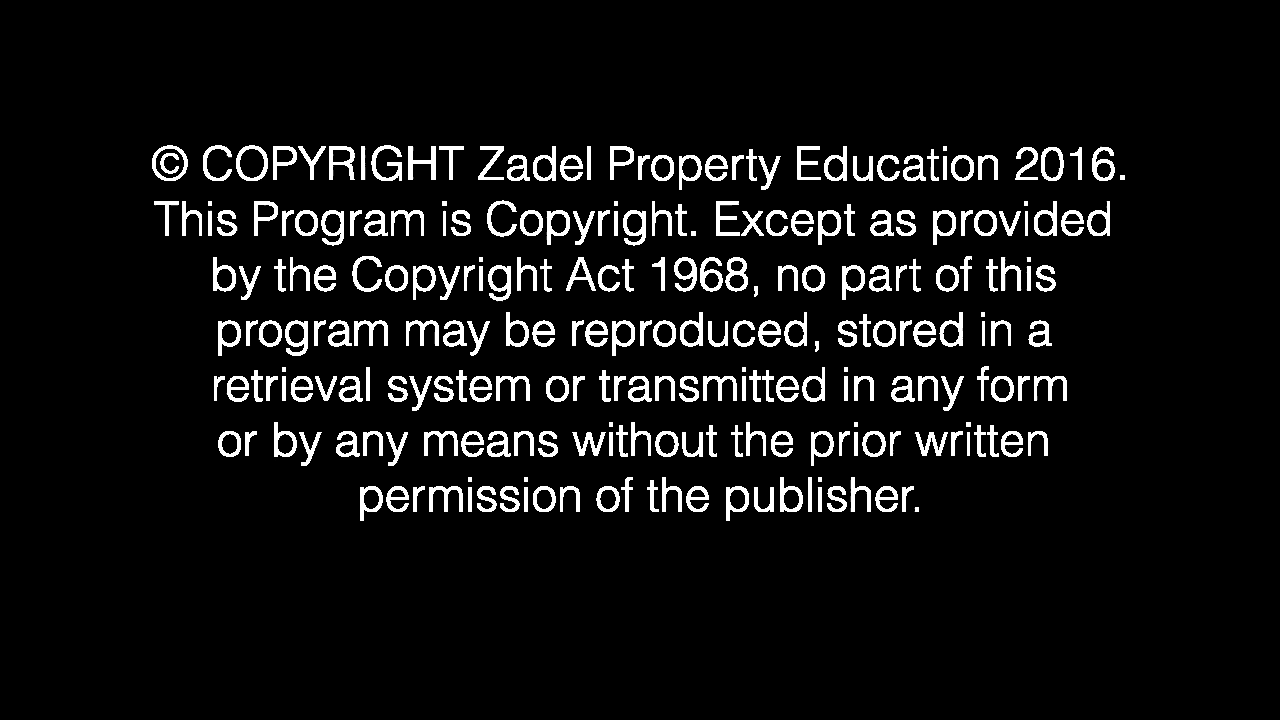 © COPYRIGHT Zadel Property Education 2016.
This Program is Copyright. Except as provided
by the Copyright Act 1968, no part of this
program may be reproduced, stored in a
retrieval system or transmitted in any form
or by any means without the prior written
permission of the publisher.